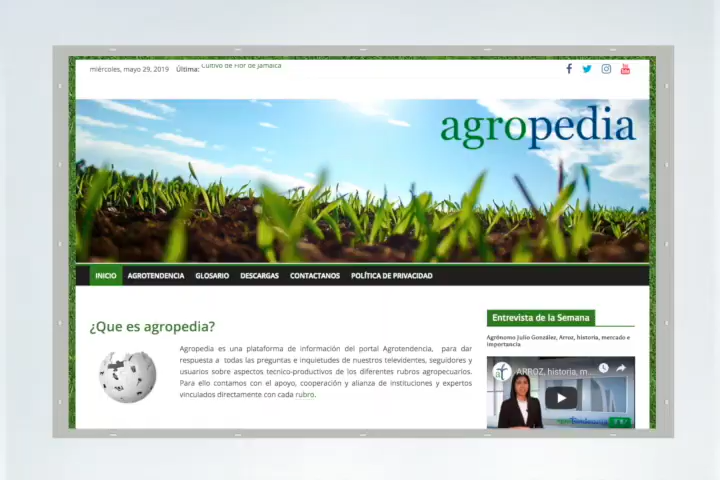 miércoles, mayo 29, 2019 Última: Cultivo de Flor de Jamaica
agropedia
INICIO AGROTENDENCIA GLOSARIO DESCARGAS CONTACTANOS POLÍTICA DE PRIVACIDAD
¿Que es agropedia?
Agropedia es una plataforma de información del portal Agrotendencia, para dar
respuesta a todas las preguntas e inquietudes de nuestros televidentes, seguidores y
usuarios sobre aspectos tecnico-productivos de los diferentes rubros agropecuarios.
Para ello contamos con el apoyo, cooperación y alianza de instituciones y expertos
vinculados directamente con cada rubro.
Entrevista de la Semana
Agrónomo Julio González, Arroz, historia, mercado e
importancia
ARROZ, historia, m...
agrotendencia TV